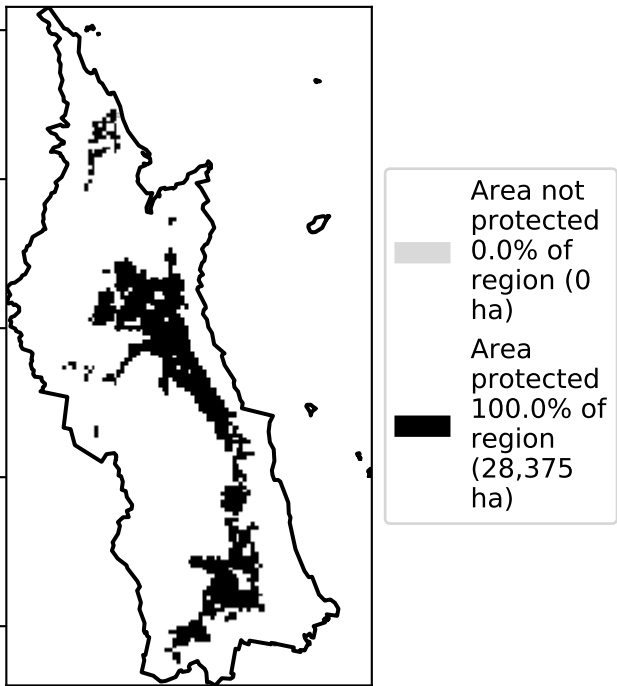 Area not
protected
0.0% of
region (0
ha)
Area
protected
100.0% of
region
(28,375
ha)